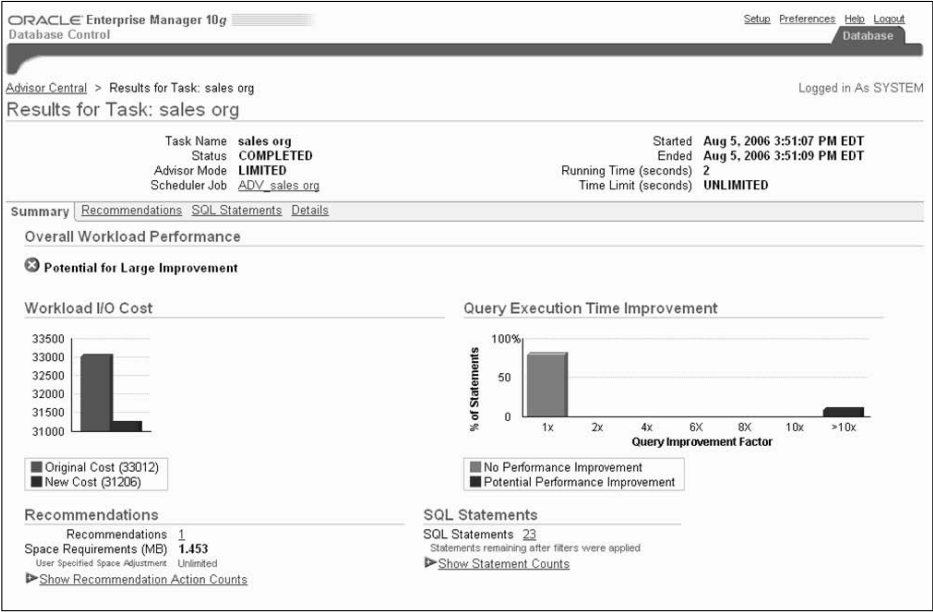 ORACLE Enterprise Manager 10g
Database Control
Setup Preferences Help Logout
Database
Advisor Central > Results for Task: sales org
Logged in As SYSTEM
Results for Task: sales org
Task Name sales org
Status COMPLETED
Advisor Mode LIMITED
Scheduler Job ADV_sales org
Started Aug 5, 2006 3:51:07 PM EDT
Ended Aug 5, 2006 3:51:09 PM EDT
Running Time (seconds) 2
Time Limit (seconds) UNLIMITED
Summary Recommendations SQL Statements Details
Overall Workload Performance
Potential for Large Improvement
Workload I/O Cost
33500
33000
32500
32000
31500
31000
Original Cost (33012)
New Cost (31206)
Query Execution Time Improvement
% of Statements
100%
50
0
1x 2x 4x 6X 8X 10x >10x
Query Improvement Factor
No Performance Improvement
Potential Performance Improvement
Recommendations
Recommendations 1
Space Requirements (MB) 1.453
User Specified Space Adjustment Unlimited
Show Recommendation Action Counts
SQL Statements
SQL Statements 23
Statements remaining after filters were applied
Show Statement Counts